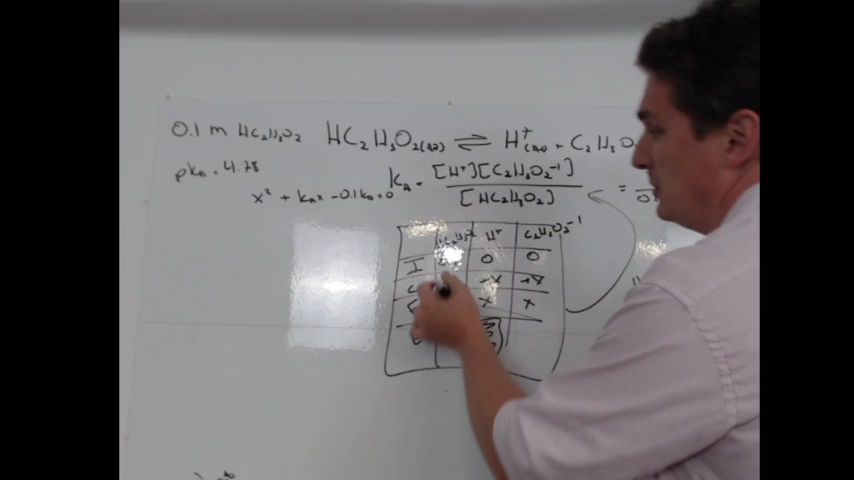 0.1 m HC₂H₃O₂ HC₂H₃O₂(aq) ⇌ H⁺(aq) + C₂H₃O
pKa = 4.78
Ka = [H⁺][C₂H₃O₂⁻¹] / [HC₂H₃O₂] =
x² + Kax - 0.1Ka = 0
H⁺ C₂H₃O₂⁻¹
I 0 0
C +x +x
E x x